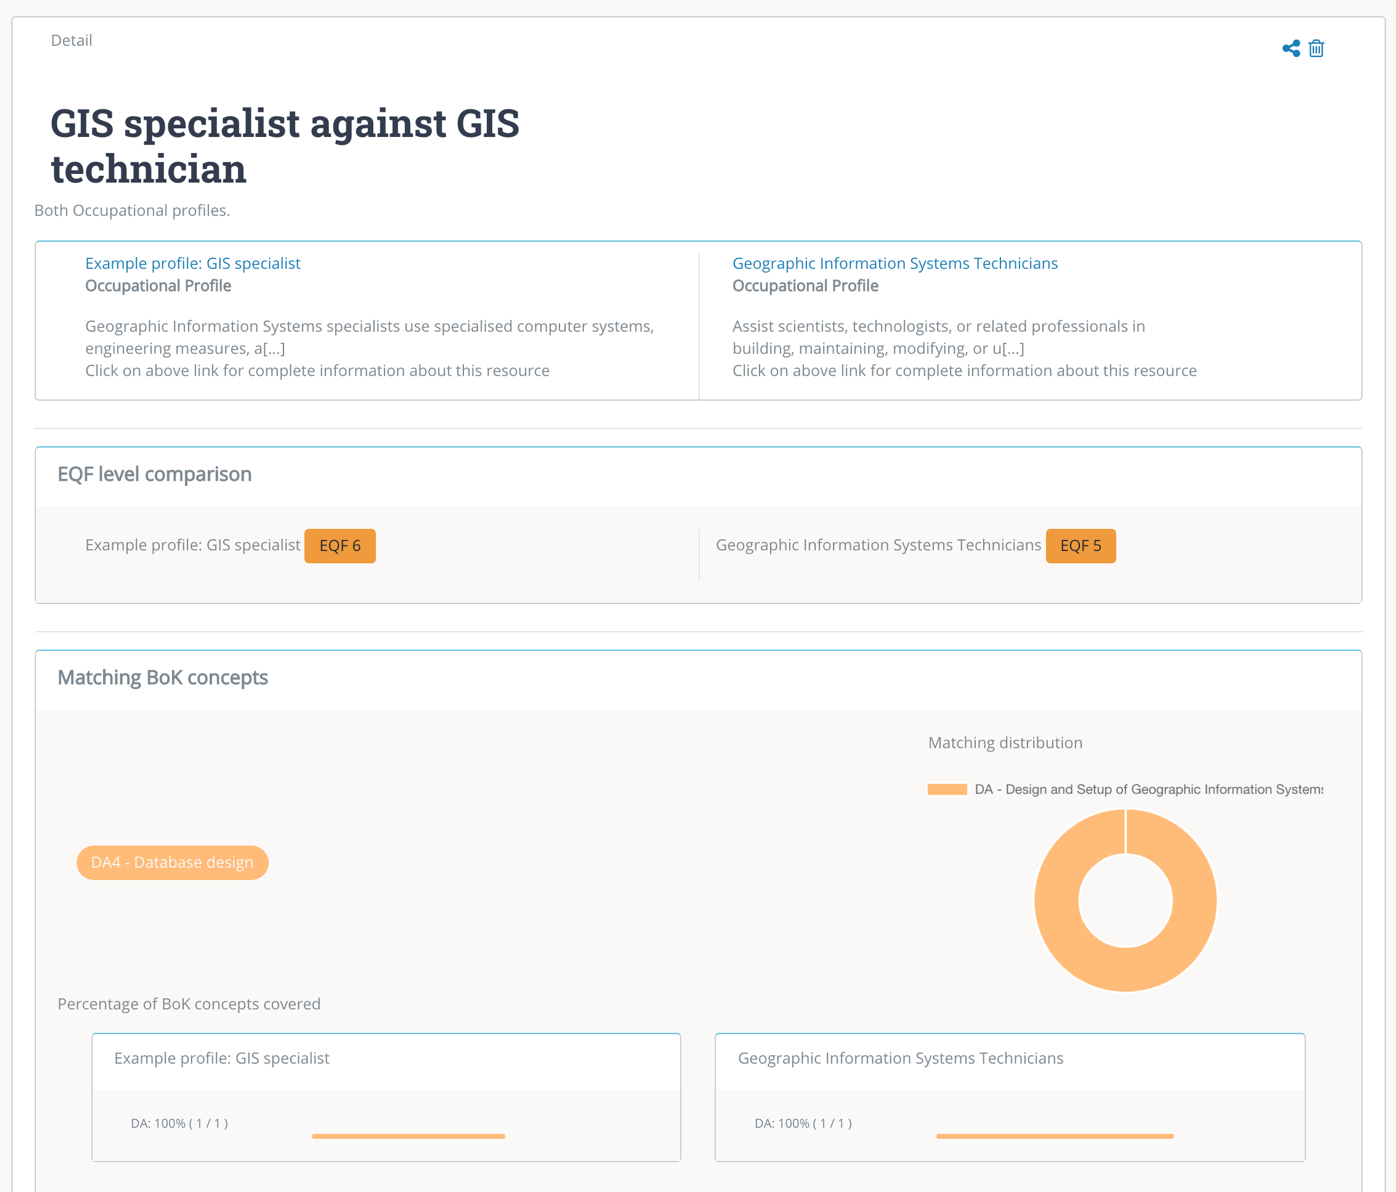 Detail
GIS specialist against GIS
technician
Both Occupational profiles.
Example profile: GIS specialist
Occupational Profile
Geographic Information Systems specialists use specialised computer systems,
engineering measures, a[...]
Click on above link for complete information about this resource
Geographic Information Systems Technicians
Occupational Profile
Assist scientists, technologists, or related professionals in
building, maintaining, modifying, or u[...]
Click on above link for complete information about this resource
EQF level comparison
Example profile: GIS specialist EQF 6
Geographic Information Systems Technicians EQF 5
Matching BoK concepts
Matching distribution
DA - Design and Setup of Geographic Information Systems
DA4 - Database design
Percentage of BoK concepts covered
Example profile: GIS specialist
DA: 100% ( 1 / 1 )
Geographic Information Systems Technicians
DA: 100% ( 1 / 1 )